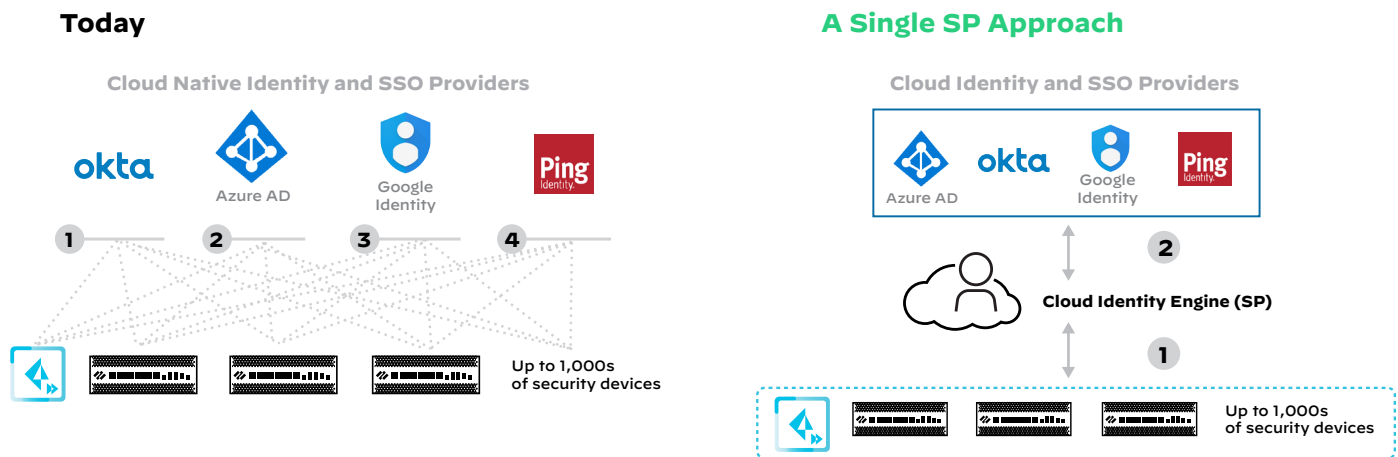 Today
Cloud Native Identity and SSO Providers
okta
Azure AD
Google
Identity
Ping
Identity.
1
2
3
4
Up to 1,000s
of security devices
A Single SP Approach
Cloud Identity and SSO Providers
Azure AD
okta
Google
Identity
Ping
Identity.
2
Cloud Identity Engine (SP)
1
Up to 1,000s
of security devices